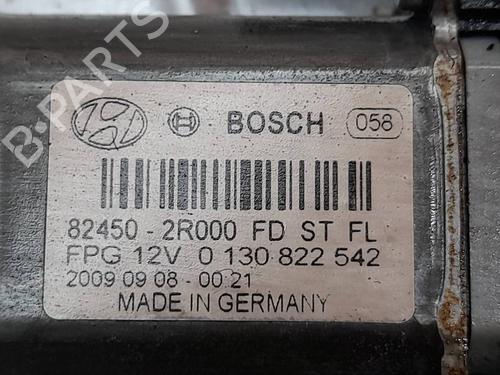 BOSCH 058
82450 - 2R000 FD ST FL
FPG 12V 0 130 822 542
2009 09 08 - 00 21
MADE IN GERMANY
B-PARTS